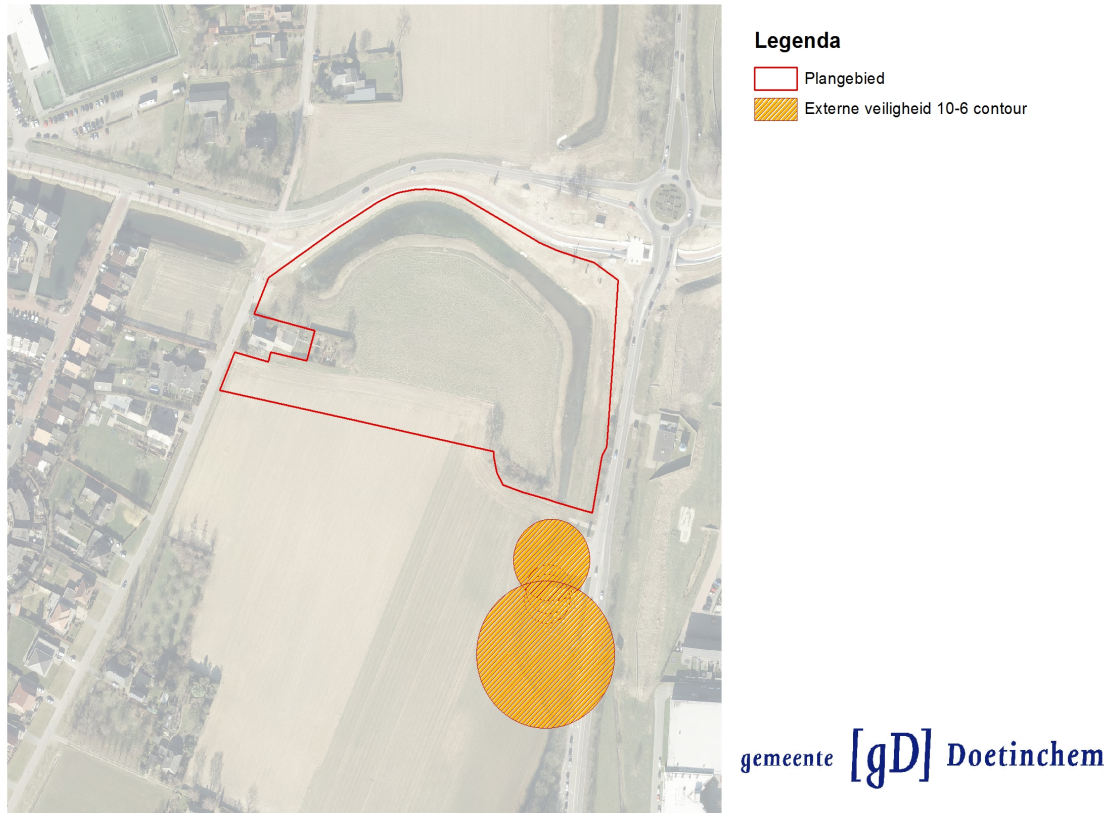 Legenda
Plangebied
Externe veiligheid 10-6 contour
gemeente [gD] Doetinchem